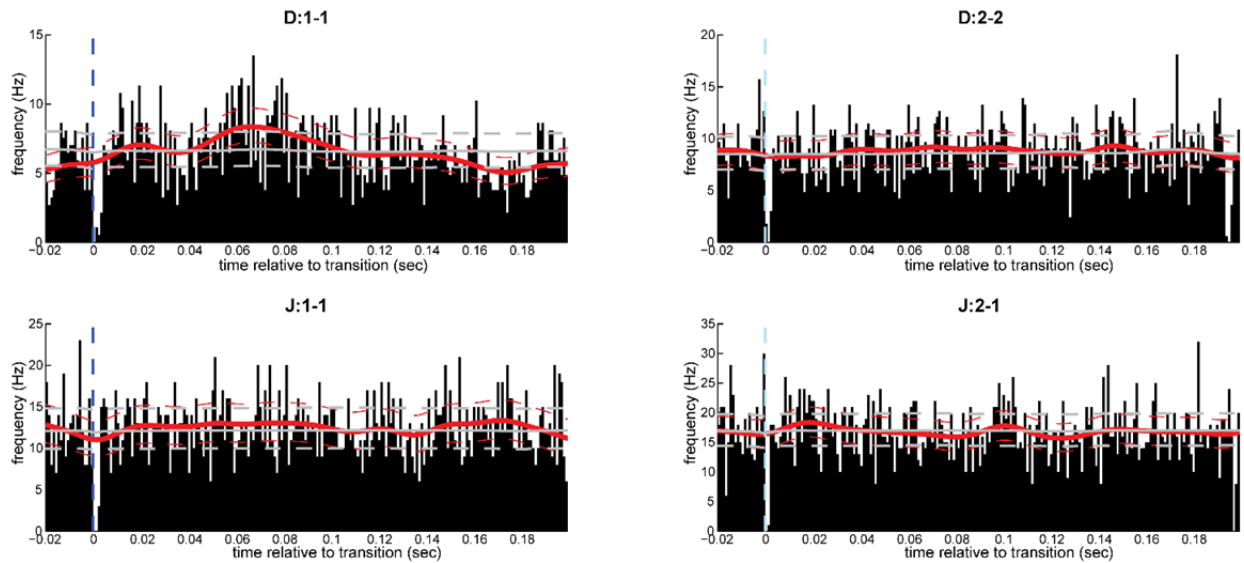 D:1-1
15
10
5
0
frequency (Hz)
−0.02 0 0.02 0.04 0.06 0.08 0.1 0.12 0.14 0.16 0.18
time relative to transition (sec)
D:2-2
20
15
10
5
0
frequency (Hz)
−0.02 0 0.02 0.04 0.06 0.08 0.1 0.12 0.14 0.16 0.18
time relative to transition (sec)
J:1-1
25
20
15
10
5
0
frequency (Hz)
−0.02 0 0.02 0.04 0.06 0.08 0.1 0.12 0.14 0.16 0.18
time relative to transition (sec)
J:2-1
35
30
25
20
15
10
5
0
frequency (Hz)
−0.02 0 0.02 0.04 0.06 0.08 0.1 0.12 0.14 0.16 0.18
time relative to transition (sec)